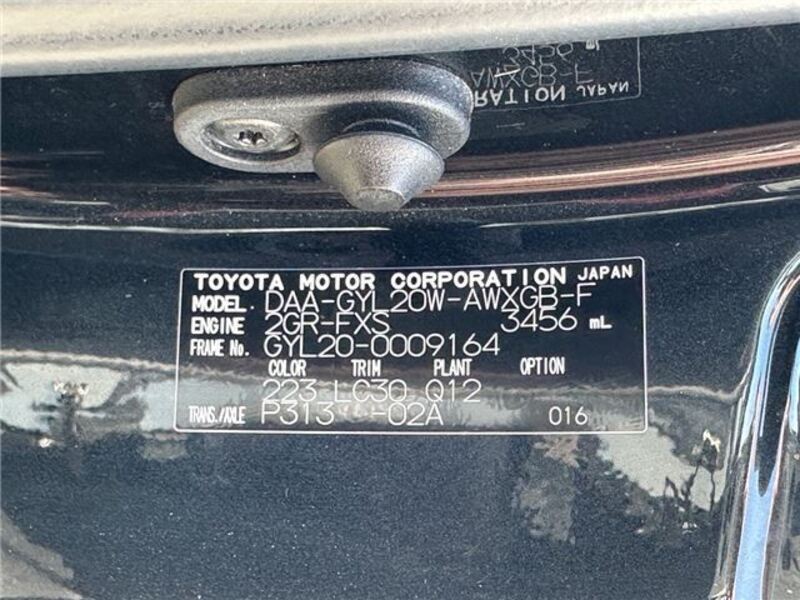 TOYOTA MOTOR CORPORATION JAPAN
MODEL DAA-GYL20W-AWXGB-F
ENGINE 2GR-FXS 3456 mL
FRAME No. GYL20-0009164
COLOR TRIM PLANT OPTION
223 LC30 Q12
TRANS./AXLE P313 -02A 016